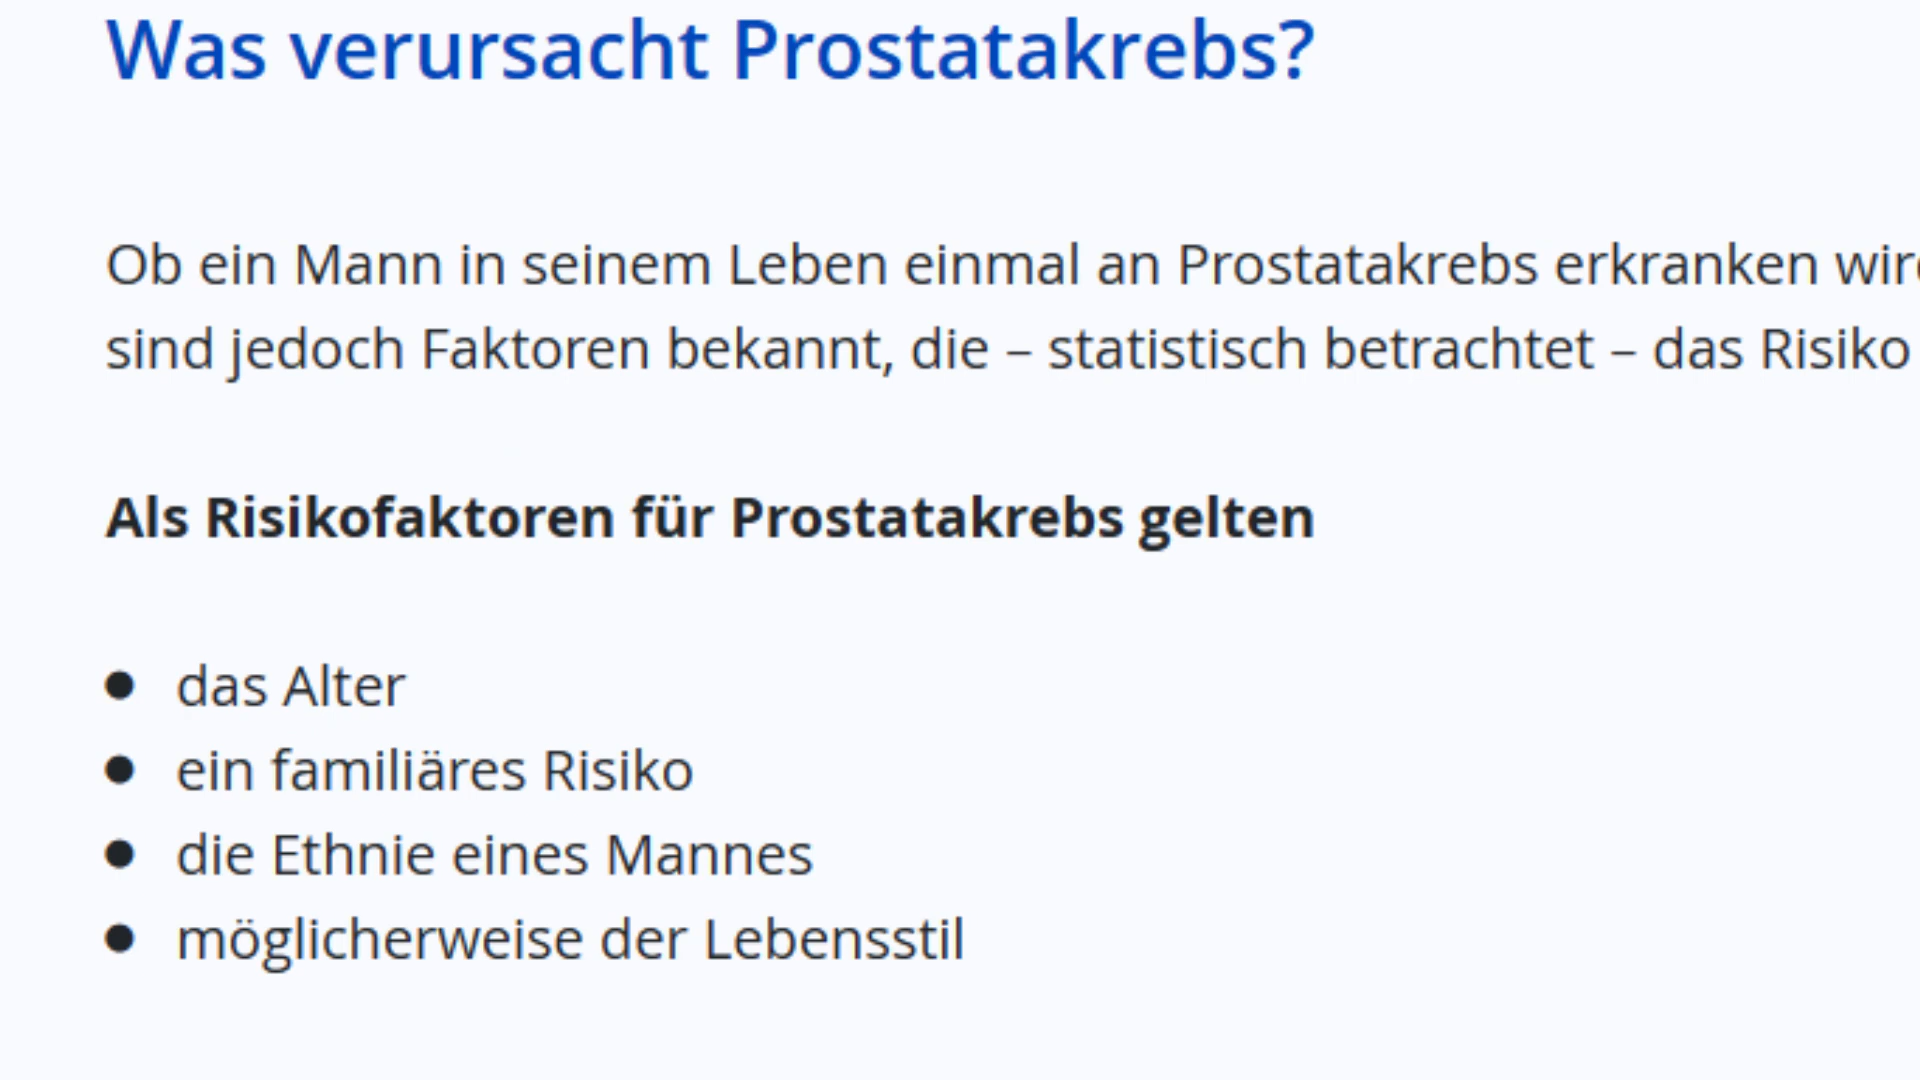 Was verursacht Prostatakrebs?
Ob ein Mann in seinem Leben einmal an Prostatakrebs erkranken
sind jedoch Faktoren bekannt, die – statistisch betrachtet – das Risiko
Als Risikofaktoren für Prostatakrebs gelten
● das Alter
● ein familiäres Risiko
● die Ethnie eines Mannes
● möglicherweise der Lebensstil